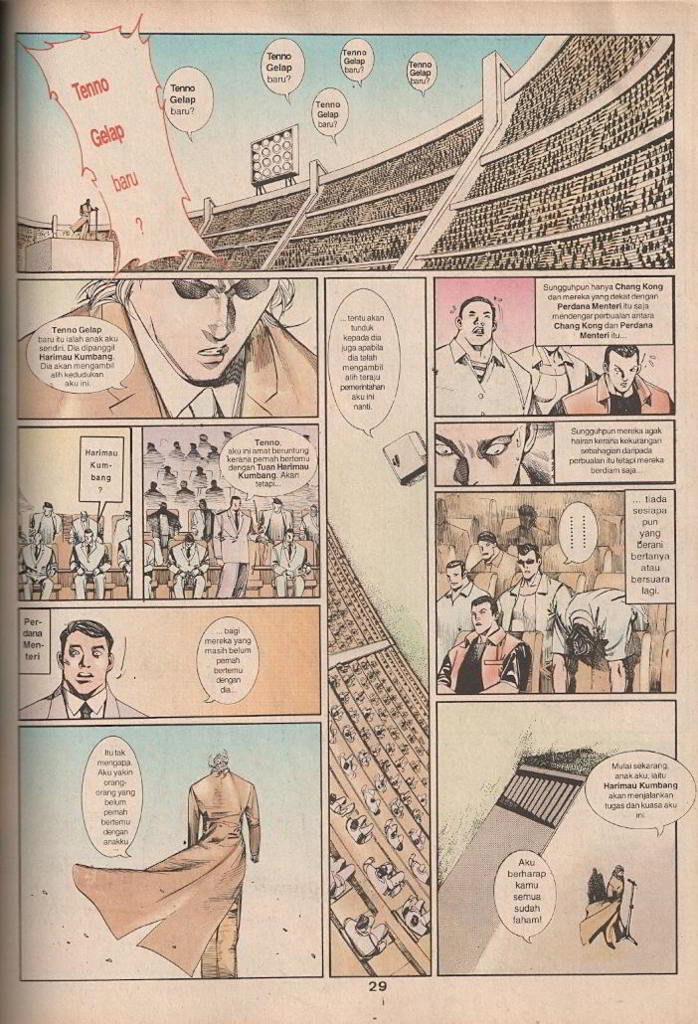 Tenno
Gelap
baru
?
Tenno
Gelap
baru?
Tenno
Gelap
baru?
Tenno
Gelap
baru?
Tenno
Gelap
baru?
Tenno
Gelap
baru?
Tenno Gelap
baru itu ialah anak aku
sendiri. Dia dipanggil
Harimau Kumbang.
Dia akan mengambil
alih kedudukan
aku ini.
Harimau
Kum-
bang
?
Tenno,
aku ini amat beruntung
kerana pernah bertemu
dengan Tuan Harimau
Kumbang. Akan
tetapi...
Per-
dana
Men-
teri
... bagi
mereka yang
masih belum
pernah
bertemu
dengan
dia...
Itu tak
mengapa.
Aku yakin
orang-
orang yang
belum
pernah
bertemu
dengan
anakku
...
...tentu akan
tunduk
kepada dia
juga apabila
dia telah
mengambil
alih teraju
pemerintahan
aku ini
nanti.
Sungguhpun hanya Chang Kong
dan mereka yang dekat dengan
Perdana Menteri itu saja
mendengar perbualan antara
Chang Kong dan Perdana
Menteri itu...
Sungguhpun mereka agak
hairan kerana kekurangan
sebahagian daripada
perbualan itu tetapi mereka
berdiam saja...
... tiada
sesiapa
pun
yang
berani
bertanya
atau
bersuara
lagi.
Mulai sekarang,
anak aku, iaitu
Harimau Kumbang
akan menjalankan
tugas dan kuasa aku
ini.
Aku
berharap
kamu
semua
sudah
faham!
29